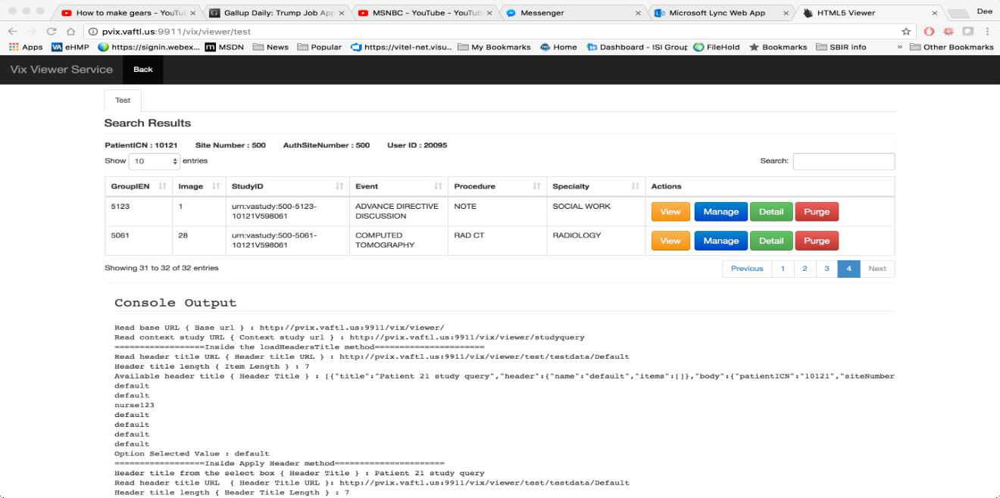 How to make gears - YouTu
Gallup Daily: Trump Job App
MSNBC - YouTube - YouTub
Messenger
Microsoft Lync Web App
HTML5 Viewer
Dee
pvix.vaftl.us:9911/vix/viewer/test
Apps VA eHMP https://signin.webex... m MSDN News Popular https://vitel-net.visu... My Bookmarks Home Dashboard - ISI Group FileHold Bookmarks SBIR info » Other Bookmarks
Vix Viewer Service Back
Test
Search Results
PatientICN : 10121 Site Number : 500 AuthSiteNumber : 500 User ID : 20095
Show 10 entries Search:
GroupIEN Image StudyID Event Procedure Specialty Actions
5123 1 urn:vastudy:500-5123- ADVANCE DIRECTIVE NOTE SOCIAL WORK View Manage Detail Purge
10121V598061 DISCUSSION
5061 28 urn:vastudy:500-5061- COMPUTED RAD CT RADIOLOGY View Manage Detail Purge
10121V598061 TOMOGRAPHY
Showing 31 to 32 of 32 entries Previous 1 2 3 4 Next
Console Output
Read base URL { Base url } : http://pvix.vaftl.us:9911/vix/viewer/
Read context study URL { Context study url } : http://pvix.vaftl.us:9911/vix/viewer/studyquery
==================Inside the loadHeadersTitle method======================
Read header title URL { Header title URL } : http://pvix.vaftl.us:9911/vix/viewer/test/testdata/Default
Header title length { Item Length } : 7
Available header title { Header Title } : [{"title":"Patient 21 study query","header":{"name":"default","items":[]},"body":{"patientICN":"10121","siteNumber
default
default
nurse123
default
default
default
default
Option Selected Value : default
==================Inside Apply Header method======================
Header title from the select box { Header Title } : Patient 21 study query
Read header title URL  { Header Title URL }: http://pvix.vaftl.us:9911/vix/viewer/test/testdata/Default
Header title length { Header Title Length } : 7